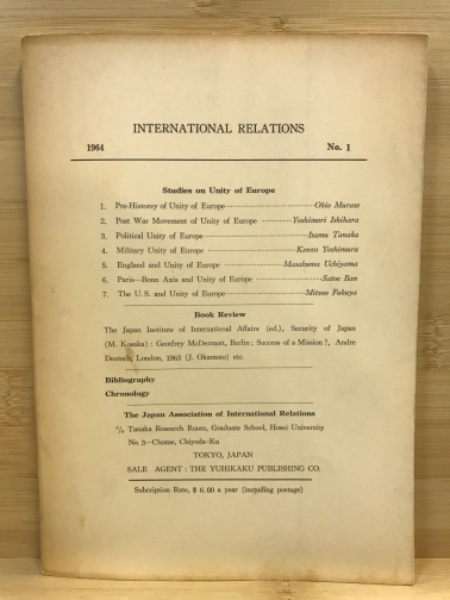 INTERNATIONAL RELATIONS
1964 No. 1
Studies on Unity of Europe
1. Pre-Historey of Unity of Europe Ohio Murase
2. Post War Movement of Unity of Europe Yoshinori Ishihara
3. Political Unity of Europe Isamu Tanaka
4. Military Unity of Europe Kenzo Yoshimura
5. England and Unity of Europe Masakuma Uchiyama
6. Paris—Bonn Axis and Unity of Europe Satoe Ban
7. The U. S. and Unity of Europe Mitsuo Fukuya
Book Review
The Japan Institute of International Affairs (ed.), Security of Japan
(M. Kosaka) : Geoffrey McDermott, Berlin ; Success of a Mission ?, Andre
Deutsch, London, 1963 (J. Okamoto) etc.
Bibliography
Chronology
The Japan Association of International Relations
c/o Tanaka Research Room, Graduate School, Hosei University
No 3—Chome, Chiyoda-Ku
TOKYO, JAPAN
SALE AGENT : THE YUHIKAKU PUBLISHING CO.
Subcription Rate, $ 6.00 a year (incpuling postage)